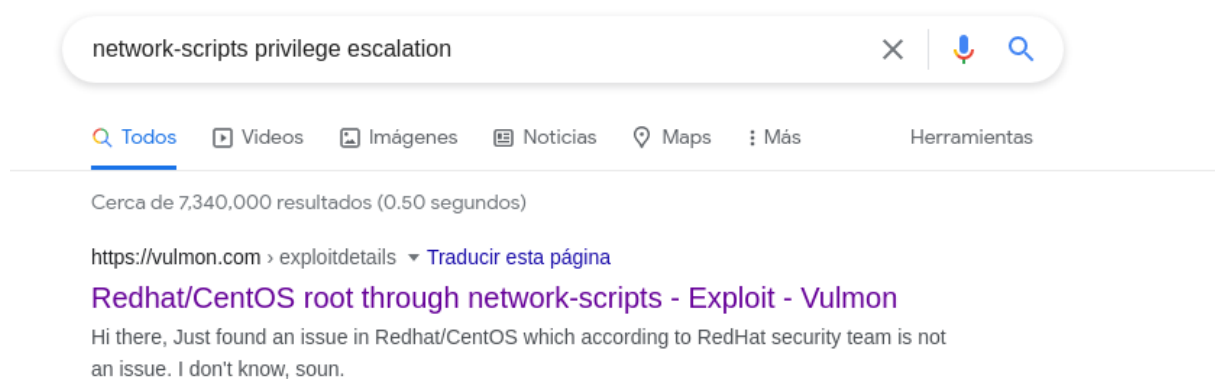 network-scripts privilege escalation
Todos Videos Imágenes Noticias Maps Más Herramientas
Cerca de 7,340,000 resultados (0.50 segundos)
https://vulmon.com › exploitdetails Traducir esta página
Redhat/CentOS root through network-scripts - Exploit - Vulmon
Hi there, Just found an issue in Redhat/CentOS which according to RedHat security team is not
an issue. I don't know, soun.